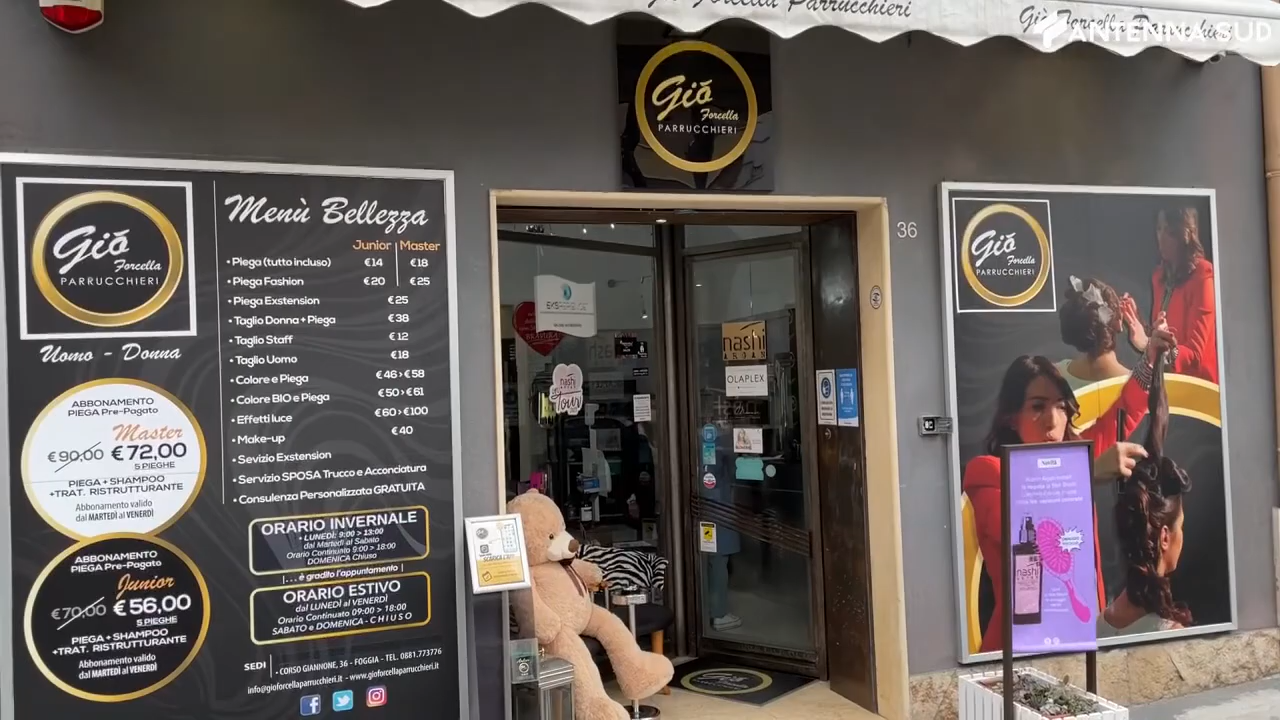 Giò Forcella Parrucchieri
Giò Forcella Parrucchieri
ANTENNA SUD
Giò
Forcella
PARRUCCHIERI
36
Giò
Forcella
PARRUCCHIERI
Uomo - Donna
ABBONAMENTO
PIEGA Pre-Pagato
Master
€90,00 €72,00
5 PIEGHE
PIEGA + SHAMPOO
+TRAT. RISTRUTTURANTE
Abbonamento valido
dal MARTEDÌ al VENERDÌ
ABBONAMENTO
PIEGA Pre-Pagato
Junior
€70,00 €56,00
5 PIEGHE
PIEGA + SHAMPOO
+TRAT. RISTRUTTURANTE
Abbonamento valido
dal MARTEDÌ al VENERDÌ
Menù Bellezza
Junior | Master
• Piega (tutto incluso) €14 €18
• Piega Fashion €20 €25
• Piega Exstension €25
• Taglio Donna + Piega €38
• Taglio Staff €12
• Taglio Uomo €18
• Colore e Piega €46>€58
• Colore BIO e Piega €50>€61
• Effetti luce €60>€100
• Make-up €40
• Sevizio Exstension
• Servizio SPOSA Trucco e Acconciatura
• Consulenza Personalizzata GRATUITA
ORARIO INVERNALE
• LUNEDÌ: 9:00 > 13:00
dal Martedì al Sabato
Orario Continuato 9:00 > 18:00
DOMENICA Chiuso
|... è gradito l'appuntamento |
ORARIO ESTIVO
dal LUNEDÌ al VENERDÌ
Orario Continuato 09:00 > 18:00
SABATO e DOMENICA - CHIUSO
SEDI • CORSO GIANNONE, 36 - FOGGIA - TEL. 0881.773776
info@gioforcellaparrucchieri.it - www.gioforcellaparrucchieri.it
nashi
Tour
nashi
ARGAN
OLAPLEX
Giò
Giò
Forcella
PARRUCCHIERI
nashi